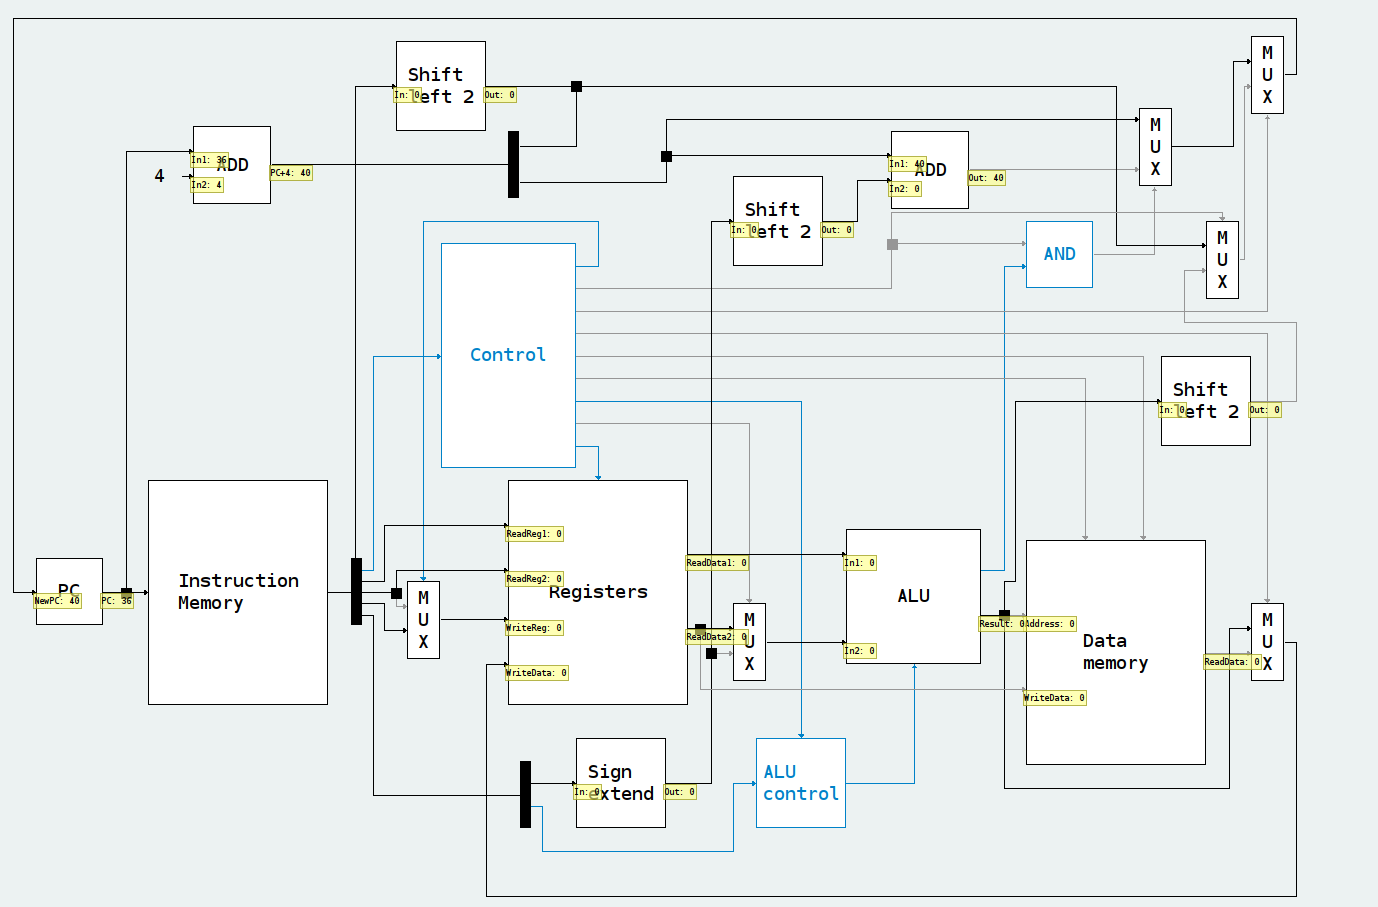 Shift
left 2
In: 0
Out: 0
M
U
X
M
U
X
ADD
In1: 36
In2: 4
4
PC+4: 40
ADD
In1: 40
In2: 0
Out: 40
Shift
left 2
In: 0
Out: 0
AND
M
U
X
Control
Shift
left 2
In: 0
Out: 0
PC
NewPC: 40
PC: 36
Instruction
Memory
M
U
X
ReadReg1: 0
ReadReg2: 0
Registers
WriteReg: 0
WriteData: 0
ReadData1: 0
ReadData2: 0
M
U
X
In1: 0
ALU
In2: 0
Result: 0
Address: 0
Data
memory
WriteData: 0
ReadData: 0
M
U
X
Sign
extend
In: 0
Out: 0
ALU
control